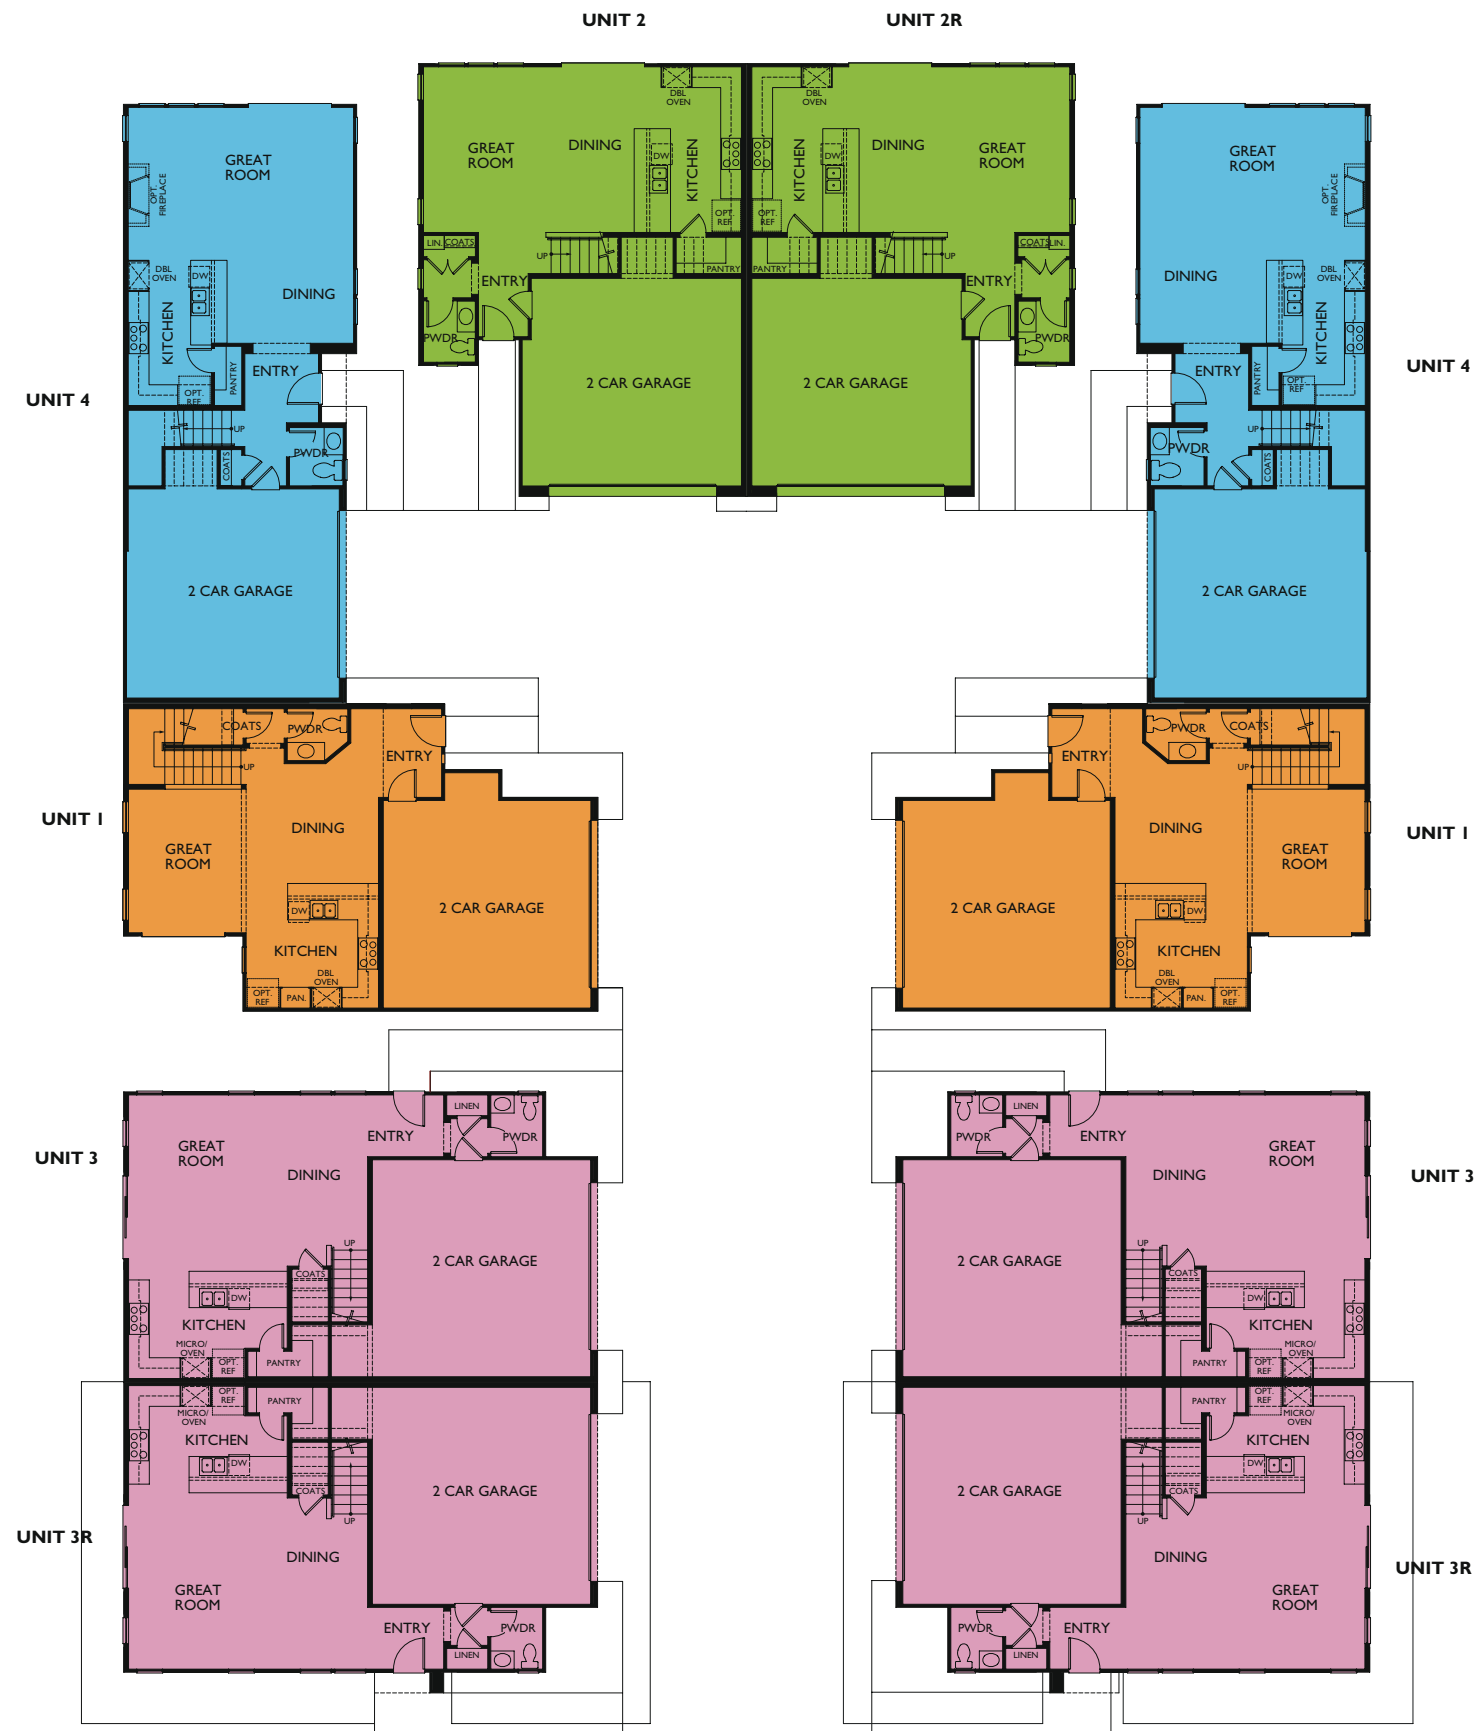 UNIT 2
UNIT 2R
DBL
OVEN
GREAT
ROOM
DINING
DW
KITCHEN
OPT.
REF
LIN.
COATS
UP
PANTRY
ENTRY
PWDR
2 CAR GARAGE
DBL
OVEN
KITCHEN
DW
DINING
GREAT
ROOM
OPT.
REF
PANTRY
UP
COATS
LIN.
ENTRY
PWDR
2 CAR GARAGE
UNIT 4
GREAT
ROOM
OPT.
FIREPLACE
DBL
OVEN
DW
DINING
KITCHEN
PANTRY
OPT.
REF
ENTRY
UP
COATS
PWDR
2 CAR GARAGE
GREAT
ROOM
OPT.
FIREPLACE
DINING
DW
DBL
OVEN
KITCHEN
UNIT 4
ENTRY
PANTRY
OPT.
REF
UP
PWDR
COATS
2 CAR GARAGE
UNIT 1
COATS
PWDR
UP
ENTRY
DINING
GREAT
ROOM
DW
KITCHEN
DBL
OVEN
OPT.
REF
PAN.
2 CAR GARAGE
PWDR
COATS
ENTRY
UP
DINING
GREAT
ROOM
UNIT 1
2 CAR GARAGE
DW
KITCHEN
DBL
OVEN
PAN.
OPT.
REF
UNIT 3
LINEN
ENTRY
PWDR
GREAT
ROOM
DINING
UP
COATS
2 CAR GARAGE
DW
KITCHEN
MICRO/
OVEN
OPT.
REF
PANTRY
LINEN
PWDR
ENTRY
GREAT
ROOM
DINING
UNIT 3
2 CAR GARAGE
UP
COATS
DW
KITCHEN
MICRO/
OVEN
PANTRY
OPT.
REF
UNIT 3R
OPT.
REF
PANTRY
MICRO/
OVEN
KITCHEN
DW
COATS
UP
2 CAR GARAGE
DINING
GREAT
ROOM
ENTRY
PWDR
LINEN
PANTRY
OPT.
REF
MICRO/
OVEN
KITCHEN
DW
COATS
UP
2 CAR GARAGE
DINING
GREAT
ROOM
UNIT 3R
PWDR
ENTRY
LINEN